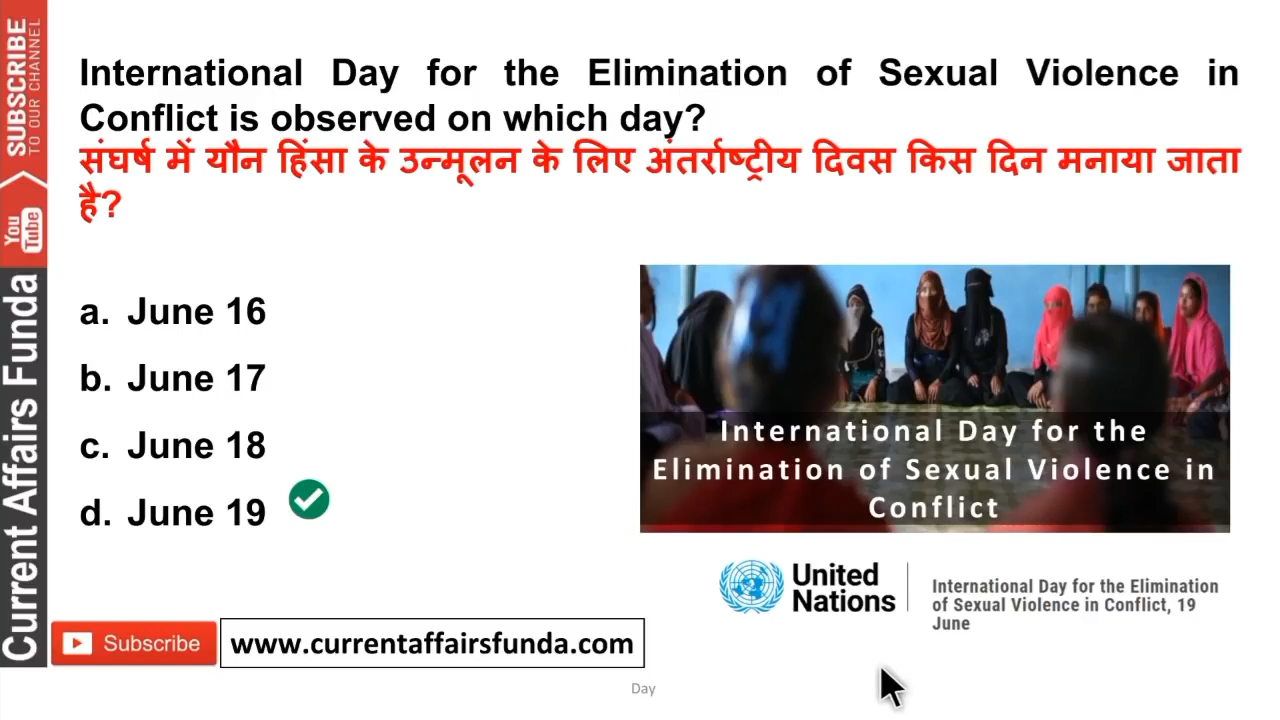 SUBSCRIBE
TO OUR CHANNEL
You
Tube
Current Affairs Funda
International Day for the Elimination of Sexual Violence in
Conflict is observed on which day?
संघर्ष में यौन हिंसा के उन्मूलन के लिए अंतर्राष्ट्रीय दिवस किस दिन मनाया जाता
है?
a. June 16
b. June 17
c. June 18
d. June 19
International Day for the
Elimination of Sexual Violence in
Conflict
United
Nations
International Day for the Elimination
of Sexual Violence in Conflict, 19
June
Subscribe
www.currentaffairsfunda.com
Day